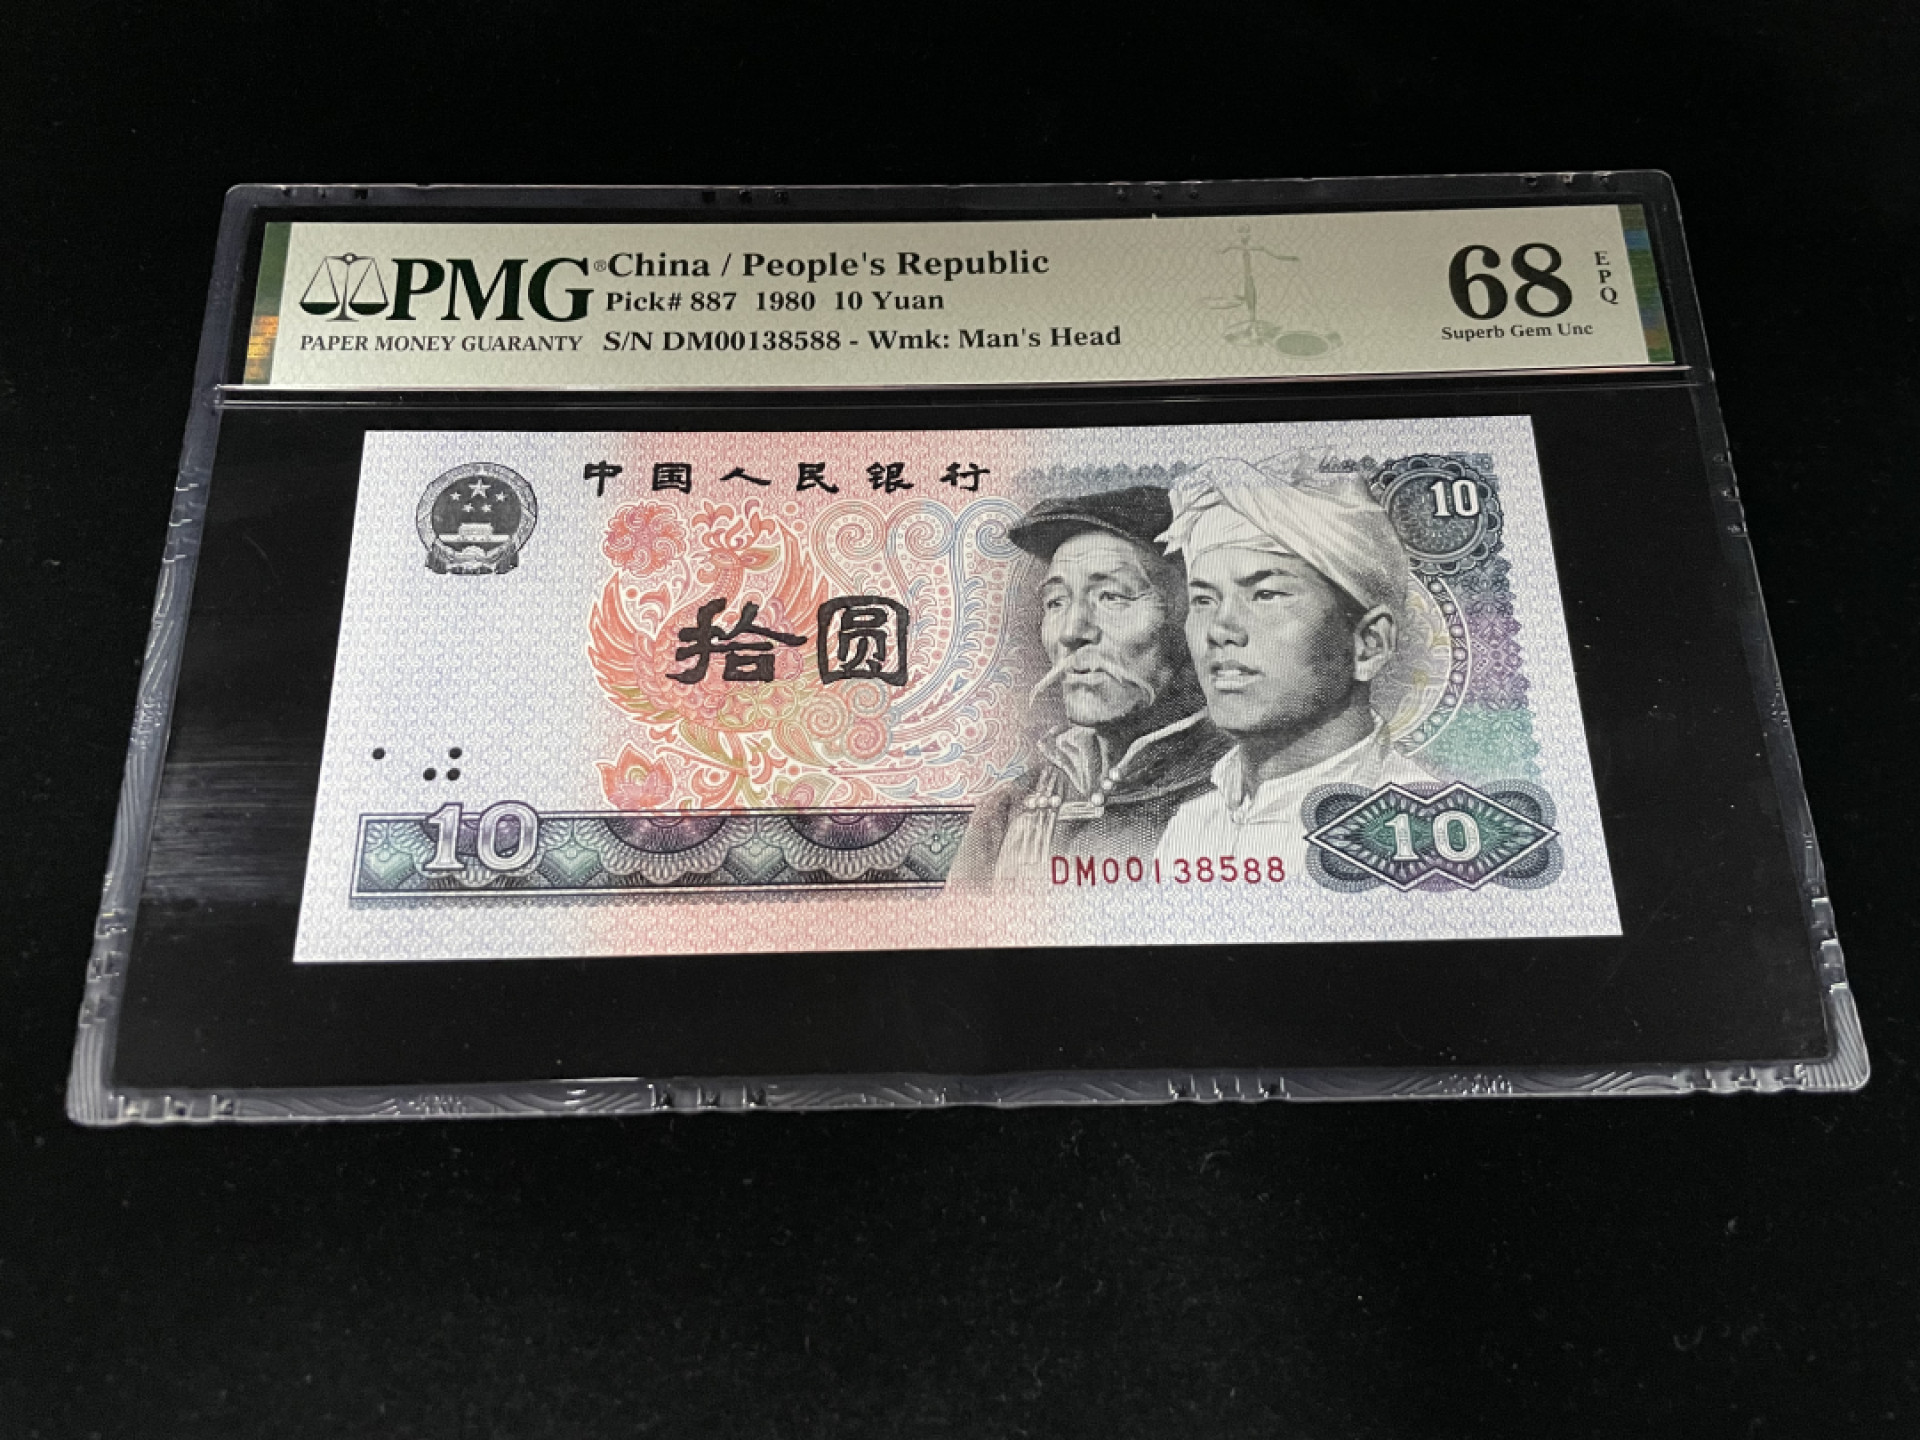 PMG® China / People's Republic
Pick# 887 1980 10 Yuan
PAPER MONEY GUARANTY S/N DM00138588 - Wmk: Man's Head
68 EPQ
Superb Gem Unc
中国人民银行
10
拾圆
10
10
DM00138588